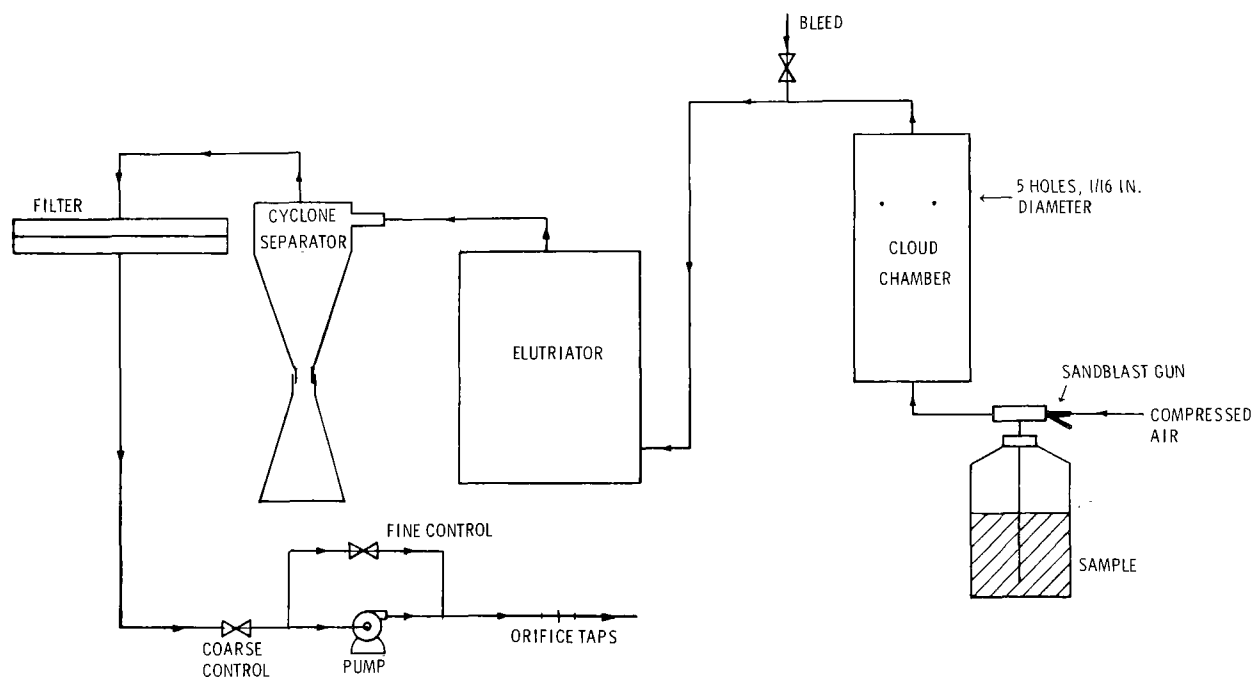 BLEED
FILTER
CYCLONE
SEPARATOR
5 HOLES, 1/16 IN.
DIAMETER
CLOUD
CHAMBER
ELUTRIATOR
SANDBLAST GUN
COMPRESSED
AIR
FINE CONTROL
SAMPLE
COARSE
CONTROL
PUMP
ORIFICE TAPS